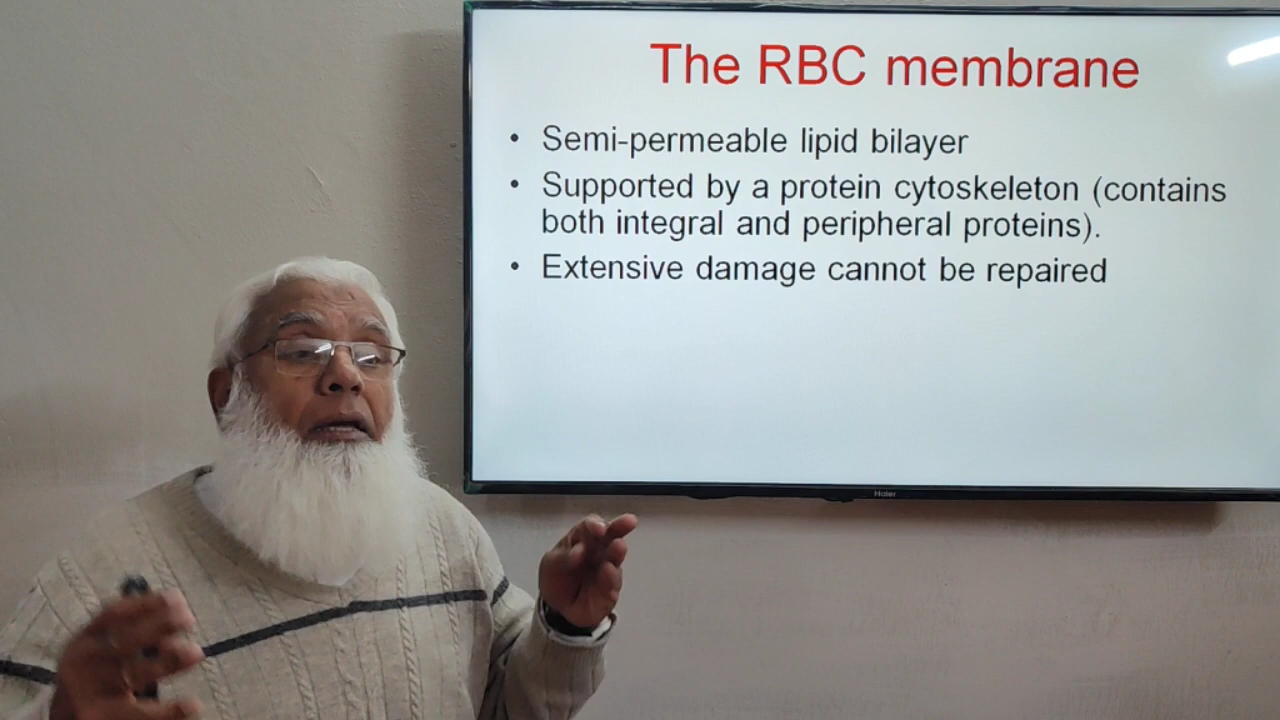 The RBC membrane
• Semi-permeable lipid bilayer
• Supported by a protein cytoskeleton (contains
both integral and peripheral proteins).
• Extensive damage cannot be repaired
Haier